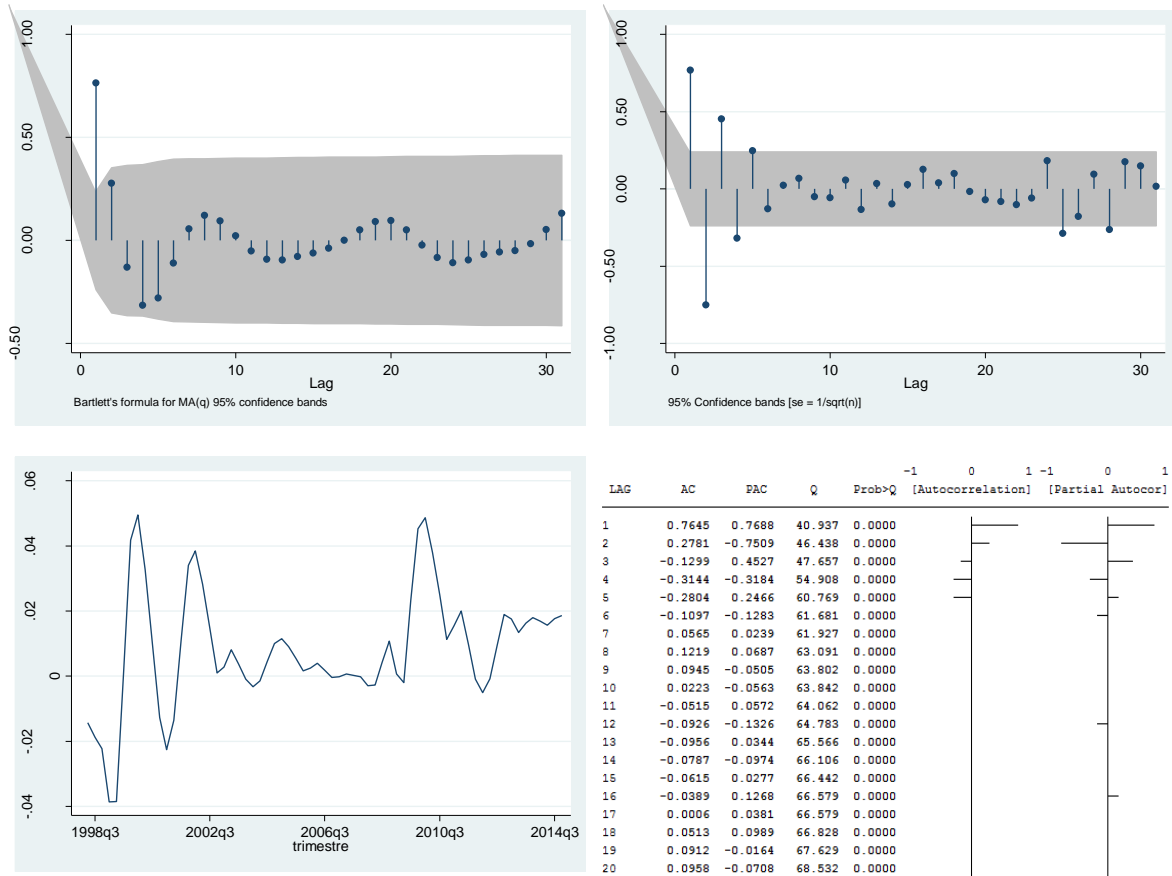 1.00
0.50
0.00
-0.50
0 10 20 30
Lag
Bartlett's formula for MA(q) 95% confidence bands
1.00
0.50
0.00
-0.50
-1.00
0 10 20 30
Lag
95% Confidence bands [se = 1/sqrt(n)]
.06
.04
.02
0
-.02
-.04
1998q3 2002q3 2006q3 2010q3 2014q3
trimestre
-1 0 1 -1 0 1
LAG AC PAC Q Prob>Q [Autocorrelation] [Partial Autocor]
1 0.7645 0.7688 40.937 0.0000
2 0.2781 -0.7509 46.438 0.0000
3 -0.1299 0.4527 47.657 0.0000
4 -0.3144 -0.3184 54.908 0.0000
5 -0.2804 0.2466 60.769 0.0000
6 -0.1097 -0.1283 61.681 0.0000
7 0.0565 0.0239 61.927 0.0000
8 0.1219 0.0687 63.091 0.0000
9 0.0945 -0.0505 63.802 0.0000
10 0.0223 -0.0563 63.842 0.0000
11 -0.0515 0.0572 64.062 0.0000
12 -0.0926 -0.1326 64.783 0.0000
13 -0.0956 0.0344 65.566 0.0000
14 -0.0787 -0.0974 66.106 0.0000
15 -0.0615 0.0277 66.442 0.0000
16 -0.0389 0.1268 66.579 0.0000
17 0.0006 0.0381 66.579 0.0000
18 0.0513 0.0989 66.828 0.0000
19 0.0912 -0.0164 67.629 0.0000
20 0.0958 -0.0708 68.532 0.0000